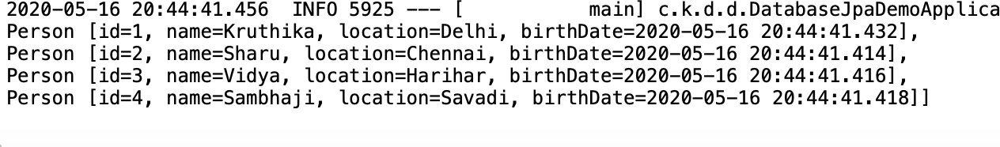 2020-05-16 20:44:41.456  INFO 5925 --- [           main] c.k.d.d.DatabaseJpaDemoApplica
Person [id=1, name=Kruthika, location=Delhi, birthDate=2020-05-16 20:44:41.432],
Person [id=2, name=Sharu, location=Chennai, birthDate=2020-05-16 20:44:41.414],
Person [id=3, name=Vidya, location=Harihar, birthDate=2020-05-16 20:44:41.416],
Person [id=4, name=Sambhaji, location=Savadi, birthDate=2020-05-16 20:44:41.418]]